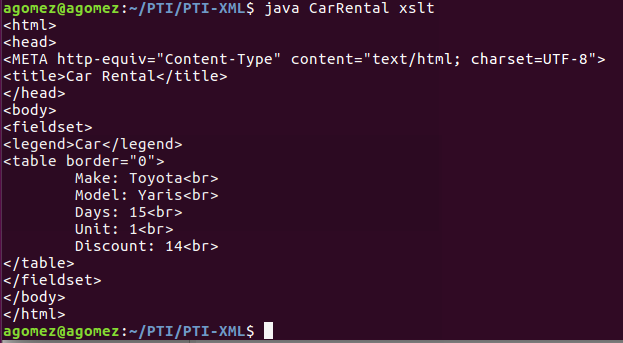 agomez@agomez:~/PTI/PTI-XML$ java CarRental xslt
<html>
<head>
<META http-equiv="Content-Type" content="text/html; charset=UTF-8">
<title>Car Rental</title>
</head>
<body>
<fieldset>
<legend>Car</legend>
<table border="0">
        Make: Toyota<br>
        Model: Yaris<br>
        Days: 15<br>
        Unit: 1<br>
        Discount: 14<br>
</table>
</fieldset>
</body>
</html>
agomez@agomez:~/PTI/PTI-XML$